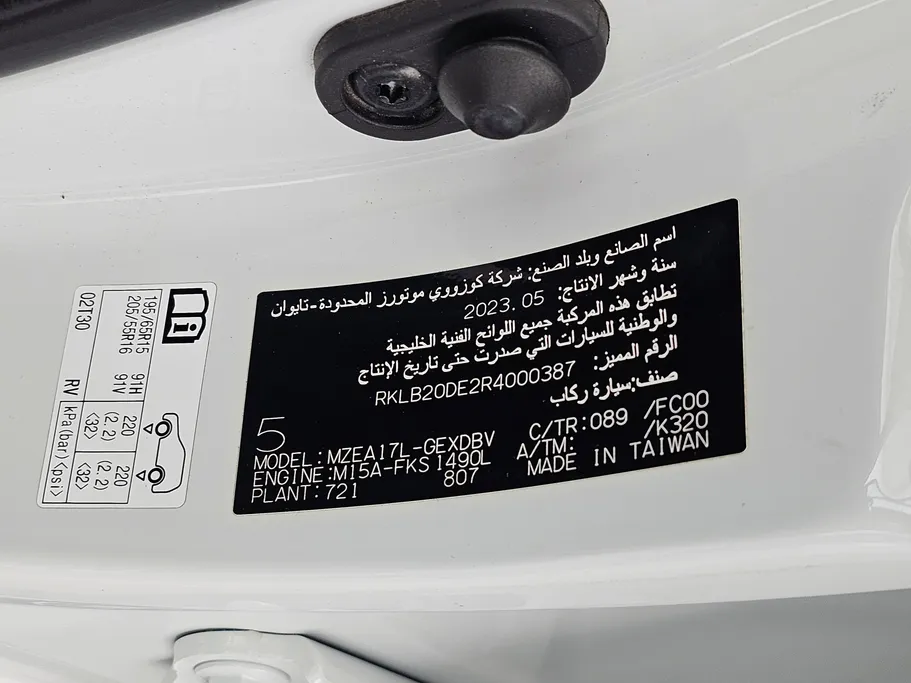 اسم الصانع وبلد الصنع: شركة كوزووي موتورز المحدودة-تايوان
سنة وشهر الانتاج: 2023.05
تطابق هذه المركبة جميع اللوائح الفنية الخليجية
والوطنية للسيارات التي صدرت حتى تاريخ الإنتاج
الرقم المميز: RKLB20DE2R4000387
صنف:سيارة ركاب
5
MODEL:MZEA17L-GEXDBV C/TR:089 /FC00
ENGINE:M15A-FKS 1490L A/TM: /K320
PLANT:721 807 MADE IN TAIWAN
195/65R15 91H 220 (2.2) <32> 220 (2.2) <32>
205/55R16 91V
02T30 RV kPa(bar)<psi>